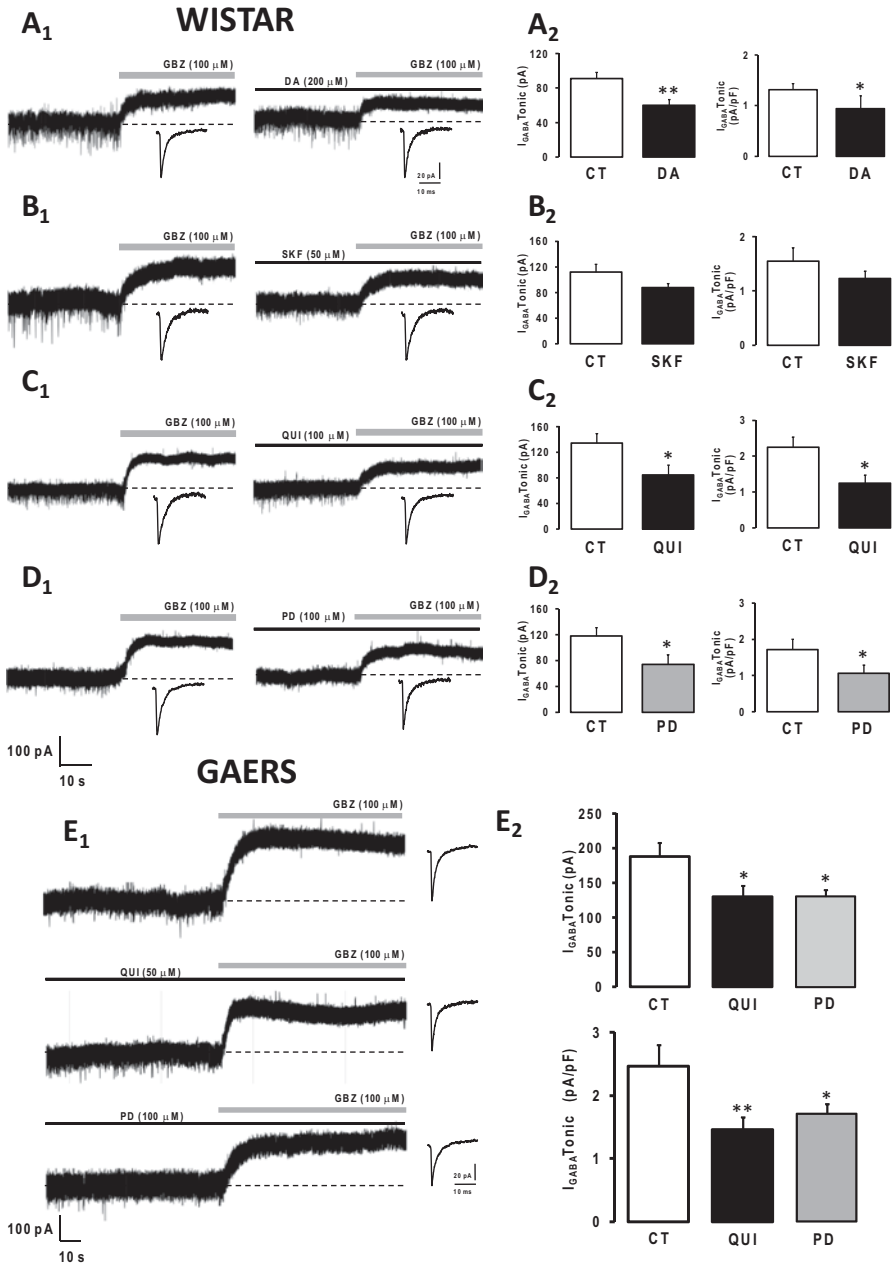 WISTAR
A1
GBZ (100 µM)
DA (200 µM)
GBZ (100 µM)
20 pA
10 ms
A2
IGABATonic (pA)
120
80
40
0
CT
DA
**
IGABATonic (pA/pF)
2
1
0
CT
DA
*
B1
GBZ (100 µM)
SKF (50 µM)
GBZ (100 µM)
B2
IGABATonic (pA)
160
120
80
40
0
CT
SKF
IGABATonic (pA/pF)
2
1
0
CT
SKF
C1
GBZ (100 µM)
QUI (100 µM)
GBZ (100 µM)
C2
IGABATonic (pA)
160
120
80
40
0
CT
QUI
*
IGABATonic (pA/pF)
3
2
1
0
CT
QUI
*
D1
GBZ (100 µM)
PD (100 µM)
GBZ (100 µM)
100 pA
10 s
D2
IGABATonic (pA)
160
120
80
40
0
CT
PD
*
IGABATonic (pA/pF)
3
2
1
0
CT
PD
*
GAERS
E1
GBZ (100 µM)
QUI (50 µM)
GBZ (100 µM)
PD (100 µM)
GBZ (100 µM)
20 pA
10 ms
100 pA
10 s
E2
IGABATonic (pA)
250
200
150
100
50
0
CT
QUI
PD
*
*
IGABATonic (pA/pF)
3
2
1
0
CT
QUI
PD
**
*